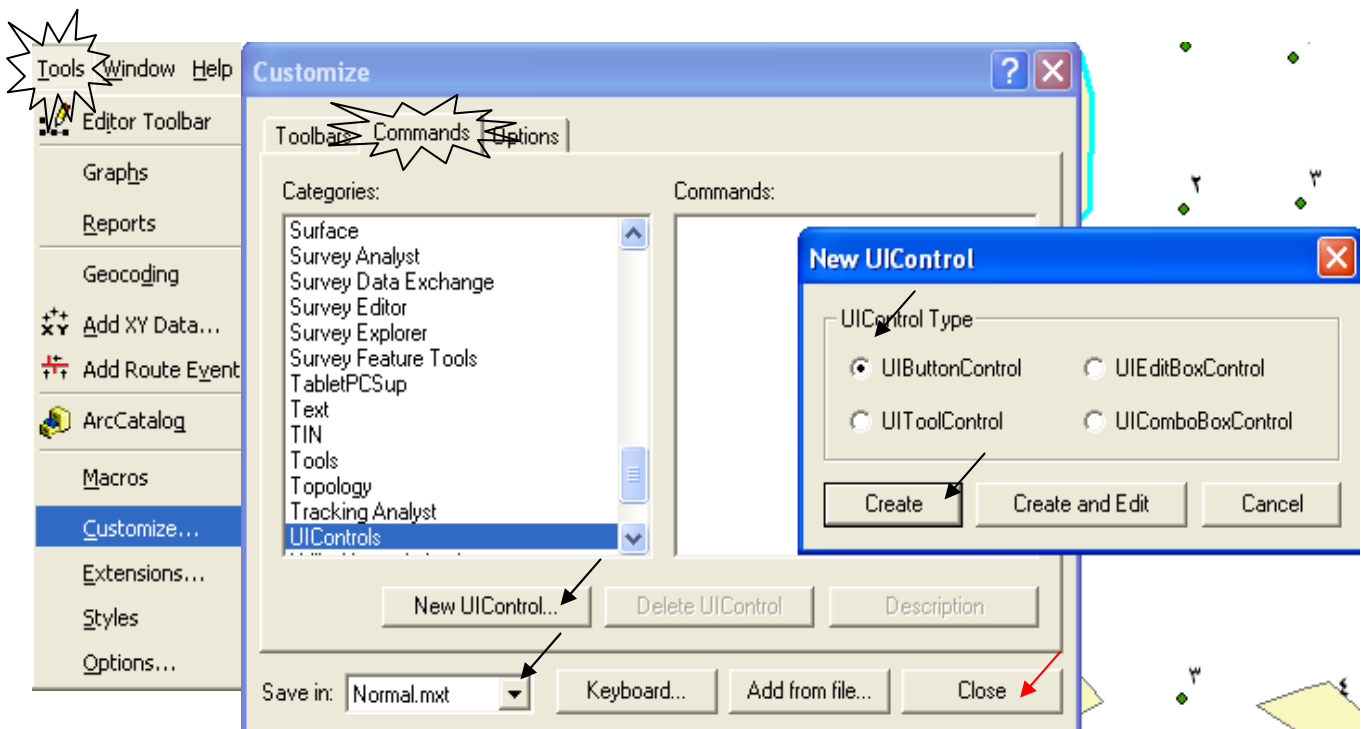 Tools Window Help
Editor Toolbar
Graphs
Reports
Geocoding
Add XY Data...
Add Route Event
ArcCatalog
Macros
Customize...
Extensions...
Styles
Options...
Customize
Toolbars Commands Options
Categories:
Surface
Survey Analyst
Survey Data Exchange
Survey Editor
Survey Explorer
Survey Feature Tools
TabletPCSup
Text
TIN
Tools
Topology
Tracking Analyst
UIControls
Commands:
New UIControl... Delete UIControl Description
Save in: Normal.mxt Keyboard... Add from file... Close
New UIControl
UIControl Type
UIButtonControl UIEditBoxControl
UIToolControl UIComboBoxControl
Create Create and Edit Cancel
٢ ٣
٣ ٤